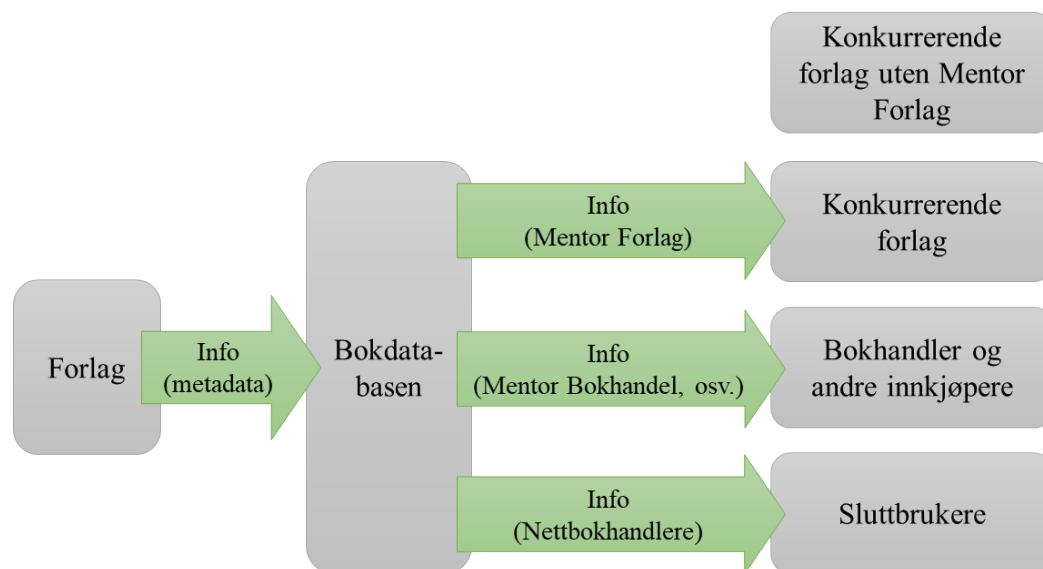 Konkurrerende
forlag uten Mentor
Forlag
Info
(Mentor Forlag)
Konkurrerende
forlag
Forlag
Info
(metadata)
Bokdata-
basen
Info
(Mentor Bokhandel, osv.)
Bokhandler og
andre innkjøpere
Info
(Nettbokhandlere)
Sluttbrukere